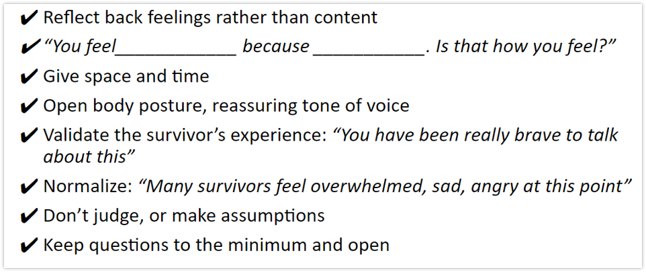 ✔ Reflect back feelings rather than content
✔ “You feel____________ because ___________. Is that how you feel?”
✔ Give space and time
✔ Open body posture, reassuring tone of voice
✔ Validate the survivor’s experience: “You have been really brave to talk
about this”
✔ Normalize: “Many survivors feel overwhelmed, sad, angry at this point”
✔ Don’t judge, or make assumptions
✔ Keep questions to the minimum and open